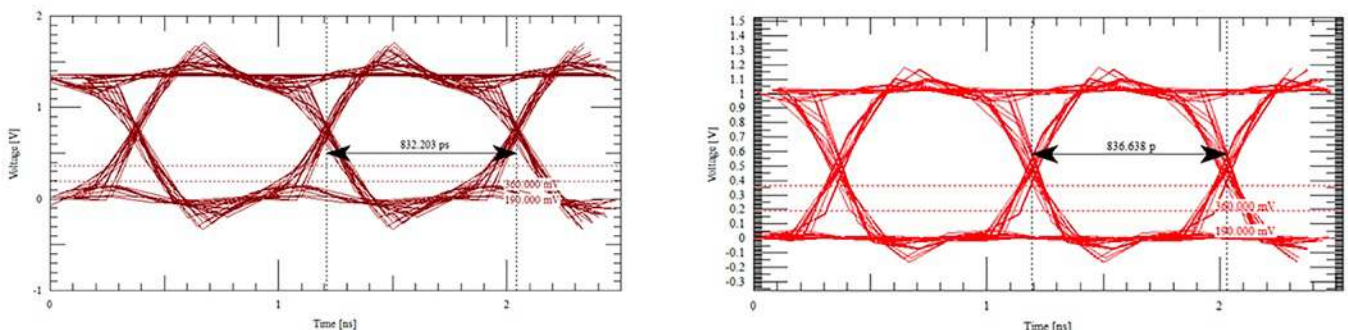 2
1
0
-1
Voltage [V]
832.203 ps
360.000 mV
190.000 mV
0
1
2
Time [ns]
1.5
1.4
1.3
1.2
1.1
1
0.9
0.8
0.7
0.6
0.5
0.4
0.3
0.2
0.1
0
-0.1
-0.2
-0.3
Voltage [V]
836.638 p
360.000 mV
190.000 mV
0
1
2
Time [ns]